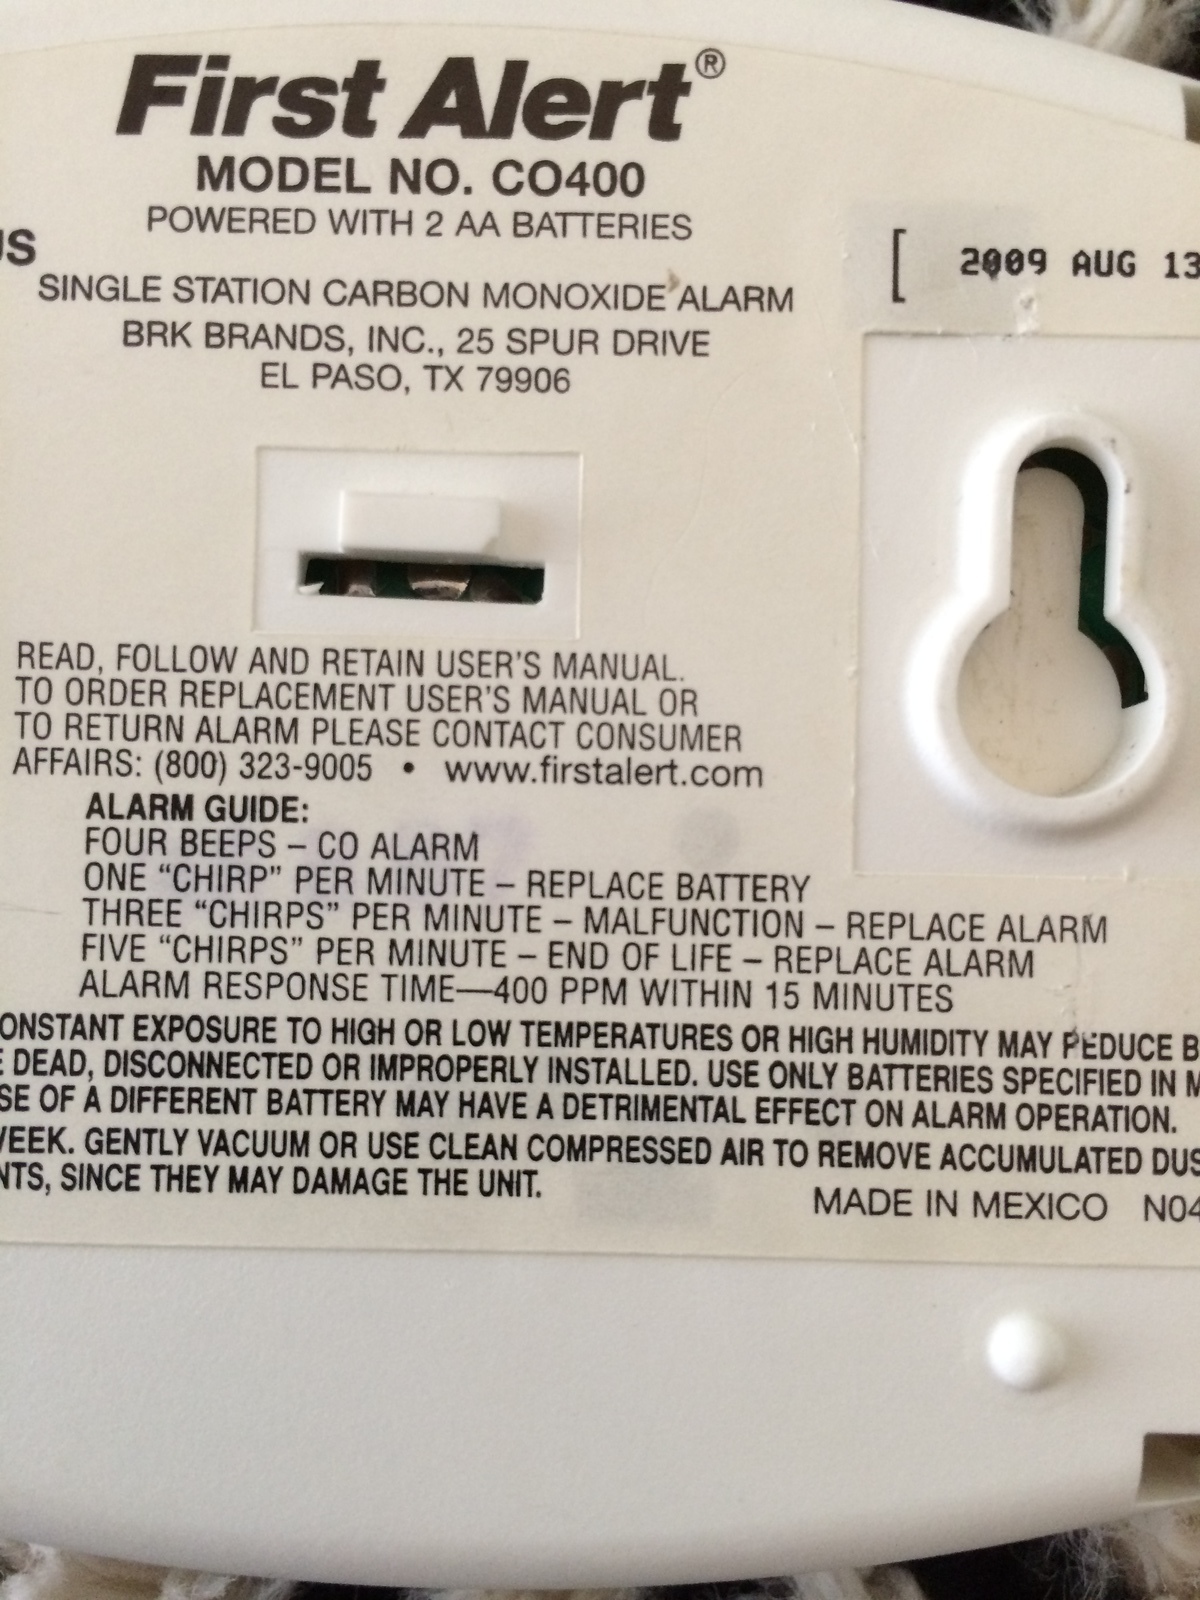 First Alert®
MODEL NO. CO400
POWERED WITH 2 AA BATTERIES
US
[ 2009 AUG 13
SINGLE STATION CARBON MONOXIDE ALARM
BRK BRANDS, INC., 25 SPUR DRIVE
EL PASO, TX 79906
READ, FOLLOW AND RETAIN USER'S MANUAL.
TO ORDER REPLACEMENT USER'S MANUAL OR
TO RETURN ALARM PLEASE CONTACT CONSUMER
AFFAIRS: (800) 323-9005 • www.firstalert.com
ALARM GUIDE:
FOUR BEEPS – CO ALARM
ONE “CHIRP” PER MINUTE – REPLACE BATTERY
THREE “CHIRPS” PER MINUTE – MALFUNCTION – REPLACE ALARM
FIVE “CHIRPS” PER MINUTE – END OF LIFE – REPLACE ALARM
ALARM RESPONSE TIME—400 PPM WITHIN 15 MINUTES
ONSTANT EXPOSURE TO HIGH OR LOW TEMPERATURES OR HIGH HUMIDITY MAY REDUCE B
E DEAD, DISCONNECTED OR IMPROPERLY INSTALLED. USE ONLY BATTERIES SPECIFIED IN M
SE OF A DIFFERENT BATTERY MAY HAVE A DETRIMENTAL EFFECT ON ALARM OPERATION.
WEEK. GENTLY VACUUM OR USE CLEAN COMPRESSED AIR TO REMOVE ACCUMULATED DUS
NTS, SINCE THEY MAY DAMAGE THE UNIT.
MADE IN MEXICO N04